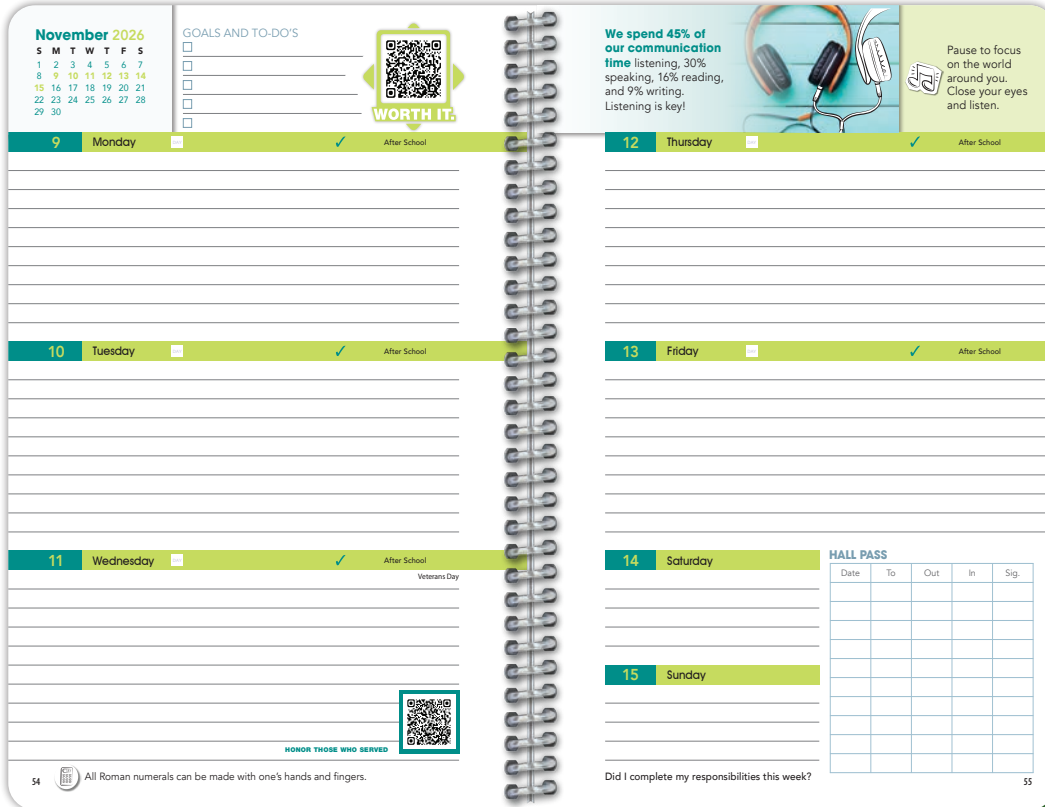 November 2026
S M T W T F S
1 2 3 4 5 6 7
8 9 10 11 12 13 14
15 16 17 18 19 20 21
22 23 24 25 26 27 28
29 30
GOALS AND TO-DO'S
WORTH IT.
9 Monday DAY ✓ After School
10 Tuesday DAY ✓ After School
11 Wednesday DAY ✓ After School
Veterans Day
HONOR THOSE WHO SERVED
54 All Roman numerals can be made with one's hands and fingers.
We spend 45% of
our communication
time listening, 30%
speaking, 16% reading,
and 9% writing.
Listening is key!
Pause to focus
on the world
around you.
Close your eyes
and listen.
12 Thursday DAY ✓ After School
13 Friday DAY ✓ After School
14 Saturday
15 Sunday
HALL PASS
Date To Out In Sig.
Did I complete my responsibilities this week?
55